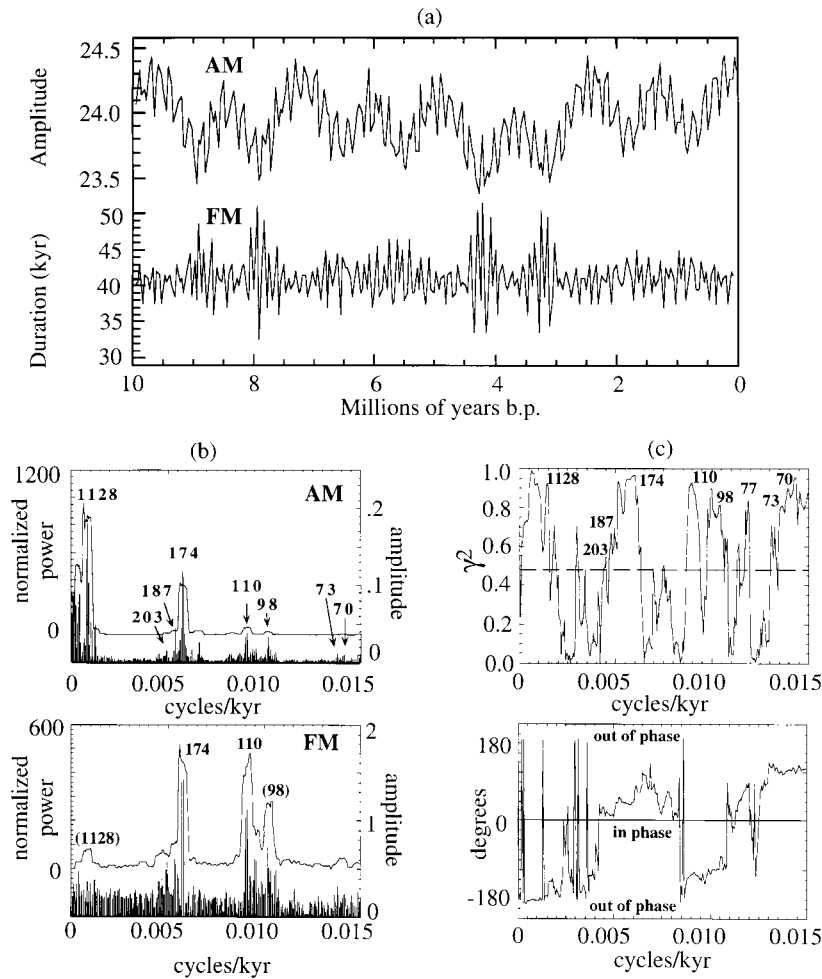 (a)
24.5
24.0
23.5
Amplitude
AM
50
45
40
35
30
Duration (kyr)
FM
10 8 6 4 2 0
Millions of years b.p.
(b)
1200
0
normalized power
AM
.2
.1
0
amplitude
1128
203
187
174
110
98
73
70
0 0.005 0.010 0.015
cycles/kyr
600
0
normalized power
FM
2
1
0
amplitude
(1128)
174
110
(98)
0 0.005 0.010 0.015
cycles/kyr
(c)
1.0
0.8
0.6
0.4
0.2
0.0
γ2
1128
203
187
174
110
98
77
73
70
0 0.005 0.010 0.015
180
0
-180
degrees
out of phase
in phase
out of phase
0 0.005 0.010 0.015
cycles/kyr